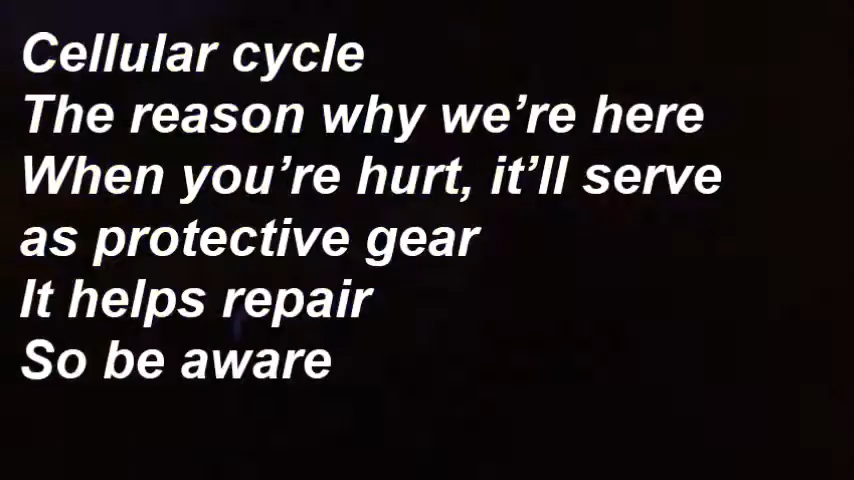 Cellular cycle
The reason why we’re here
When you’re hurt, it’ll serve
as protective gear
It helps repair
So be aware